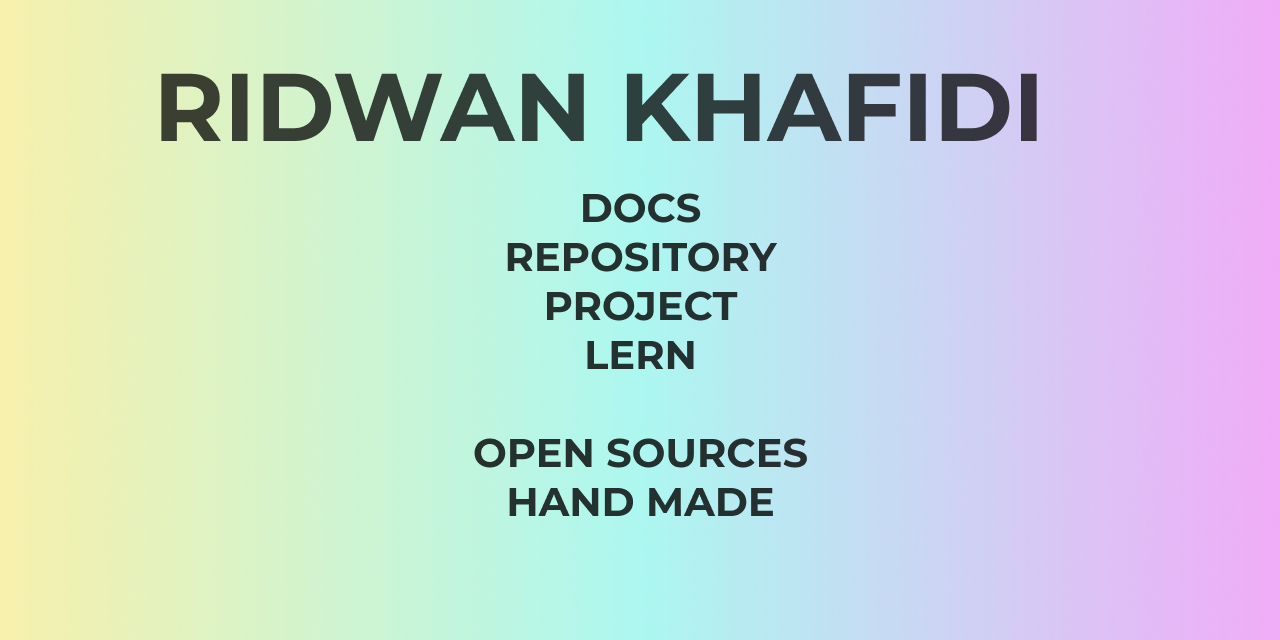 RIDWAN KHAFIDI
DOCS
REPOSITORY
PROJECT
LERN
OPEN SOURCES
HAND MADE